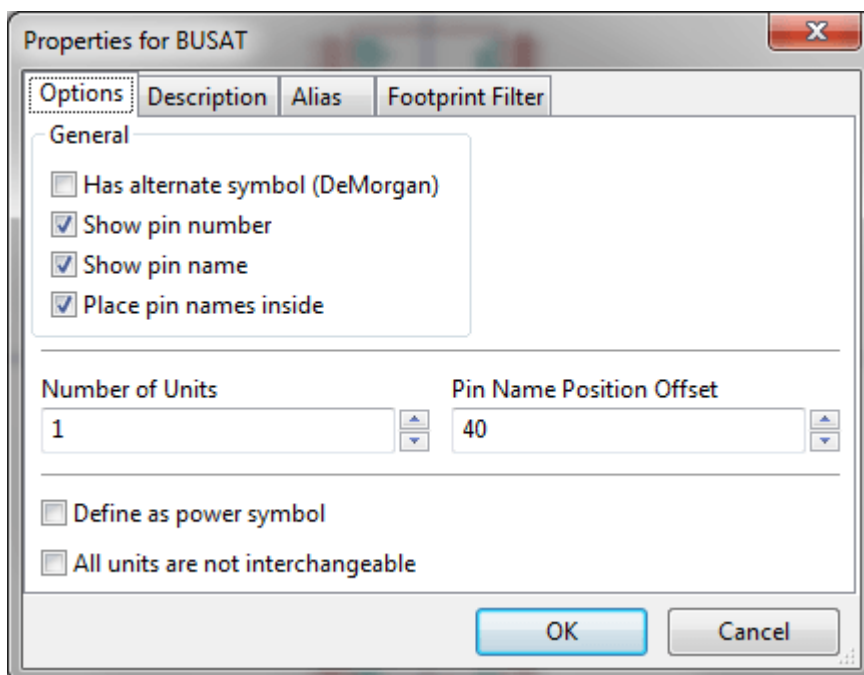 Properties for BUSAT
Options Description Alias Footprint Filter
General
Has alternate symbol (DeMorgan)
Show pin number
Show pin name
Place pin names inside
Number of Units Pin Name Position Offset
1 40
Define as power symbol
All units are not interchangeable
OK Cancel